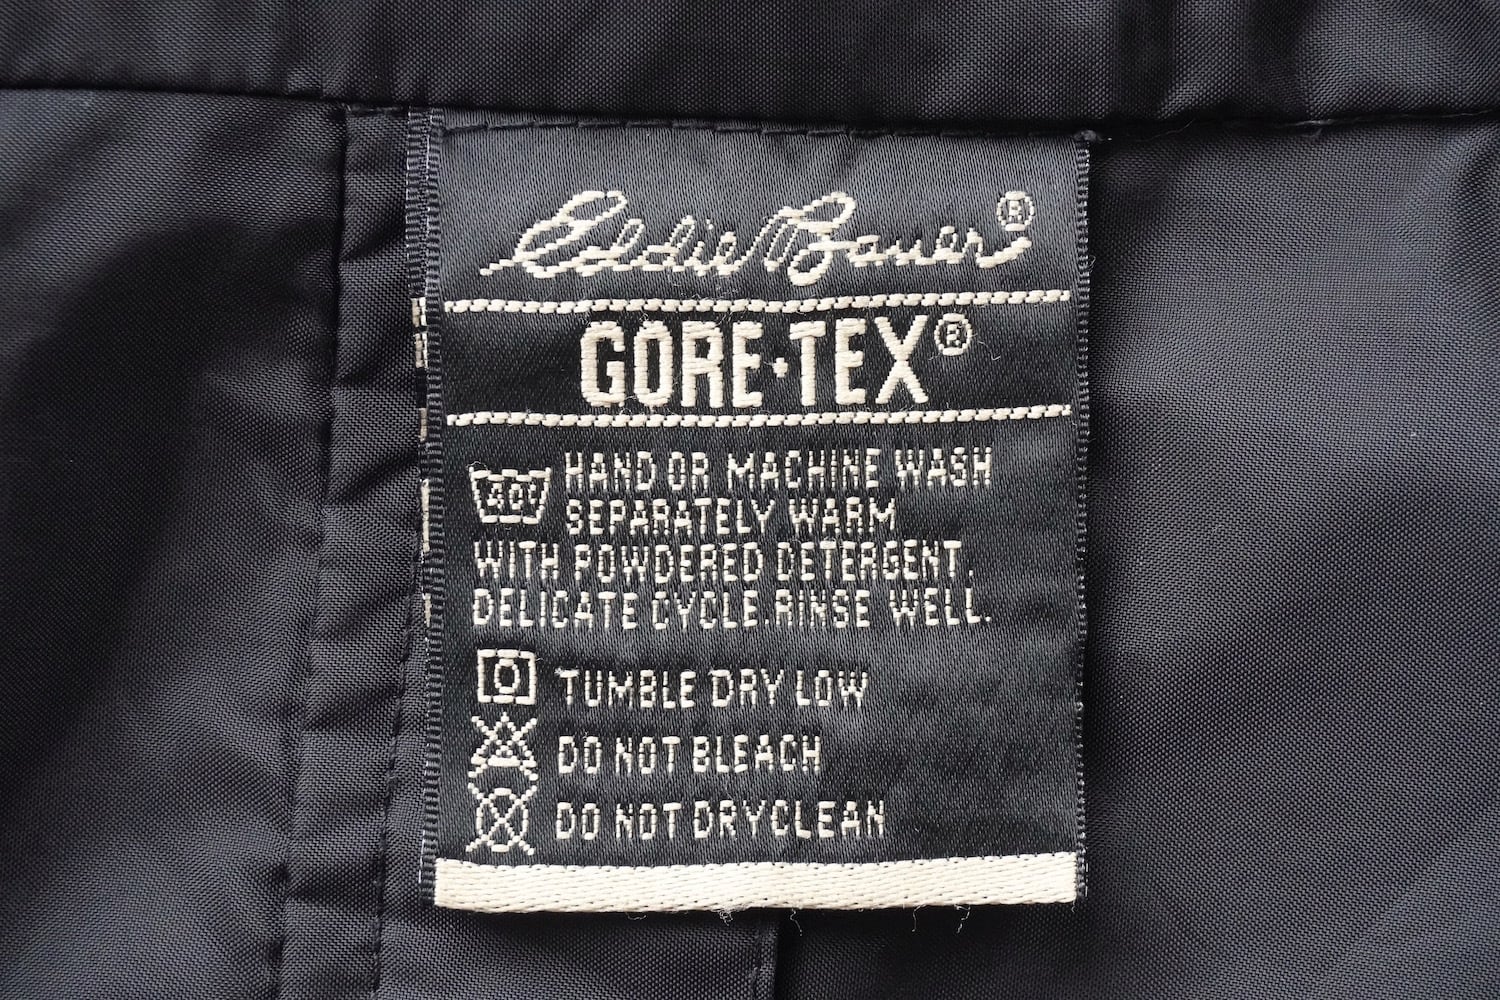 Eddie Bauer®
GORE·TEX®
40° HAND OR MACHINE WASH
SEPARATELY WARM
WITH POWDERED DETERGENT.
DELICATE CYCLE.RINSE WELL.
TUMBLE DRY LOW
DO NOT BLEACH
DO NOT DRYCLEAN